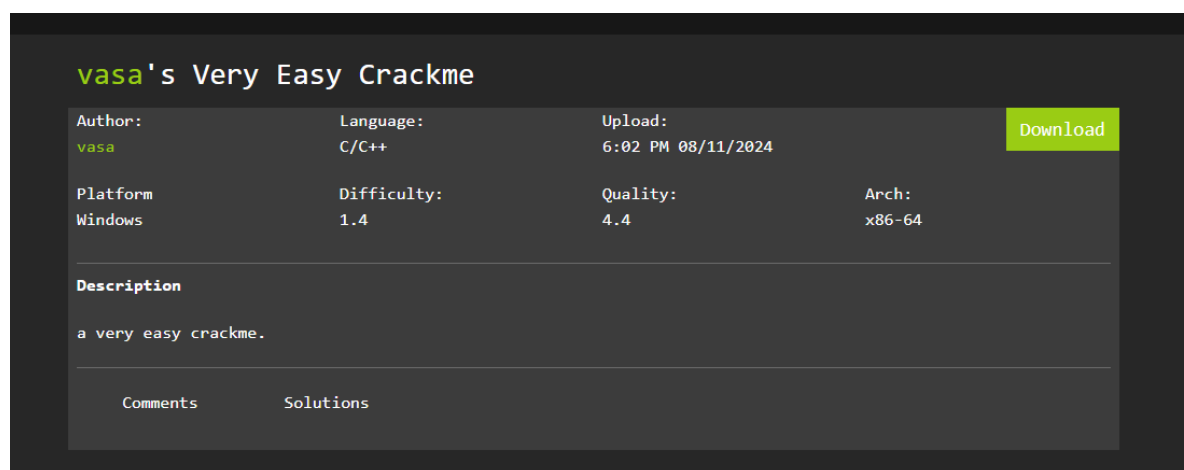 vasa's Very Easy Crackme
Author: Language: Upload: Download
vasa C/C++ 6:02 PM 08/11/2024
Platform Difficulty: Quality: Arch:
Windows 1.4 4.4 x86-64
Description
a very easy crackme.
Comments Solutions